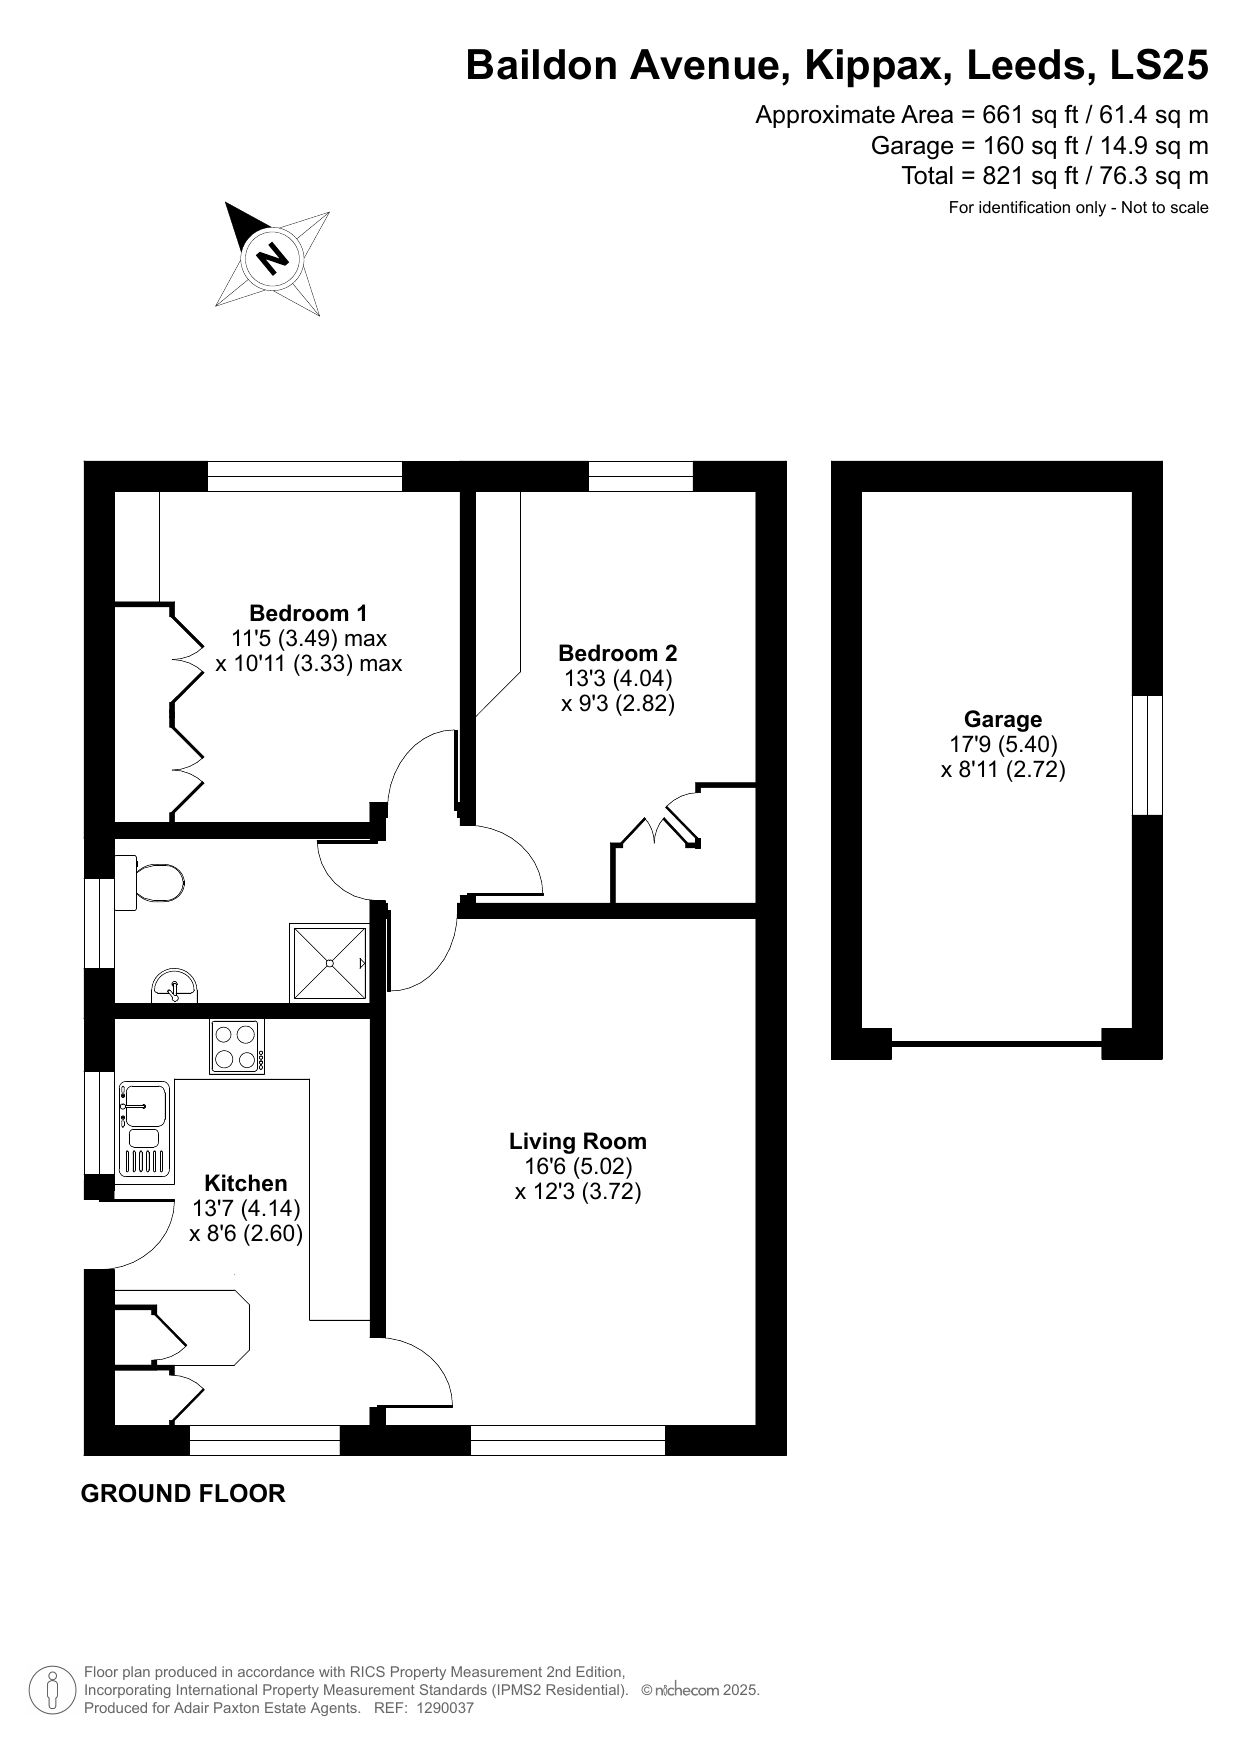 Baildon Avenue, Kippax, Leeds, LS25
Approximate Area = 661 sq ft / 61.4 sq m
Garage = 160 sq ft / 14.9 sq m
Total = 821 sq ft / 76.3 sq m
For identification only - Not to scale
N
Bedroom 1
11'5 (3.49) max
x 10'11 (3.33) max
Bedroom 2
13'3 (4.04)
x 9'3 (2.82)
Garage
17'9 (5.40)
x 8'11 (2.72)
Living Room
16'6 (5.02)
x 12'3 (3.72)
Kitchen
13'7 (4.14)
x 8'6 (2.60)
GROUND FLOOR
Floor plan produced in accordance with RICS Property Measurement 2nd Edition,
Incorporating International Property Measurement Standards (IPMS2 Residential). © nichecom 2025.
Produced for Adair Paxton Estate Agents. REF: 1290037